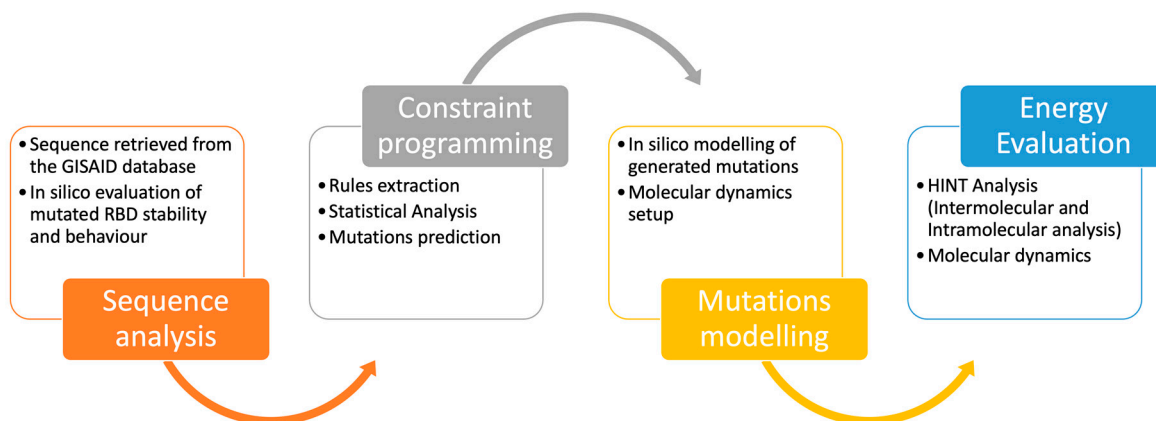 • Sequence retrieved from
the GISAID database
• In silico evaluation of
mutated RBD stability
and behaviour
Sequence
analysis
Constraint
programming
• Rules extraction
• Statistical Analysis
• Mutations prediction
• In silico modelling of
generated mutations
• Molecular dynamics
setup
Mutations
modelling
Energy
Evaluation
• HINT Analysis
(Intermolecular and
Intramolecular analysis)
• Molecular dynamics